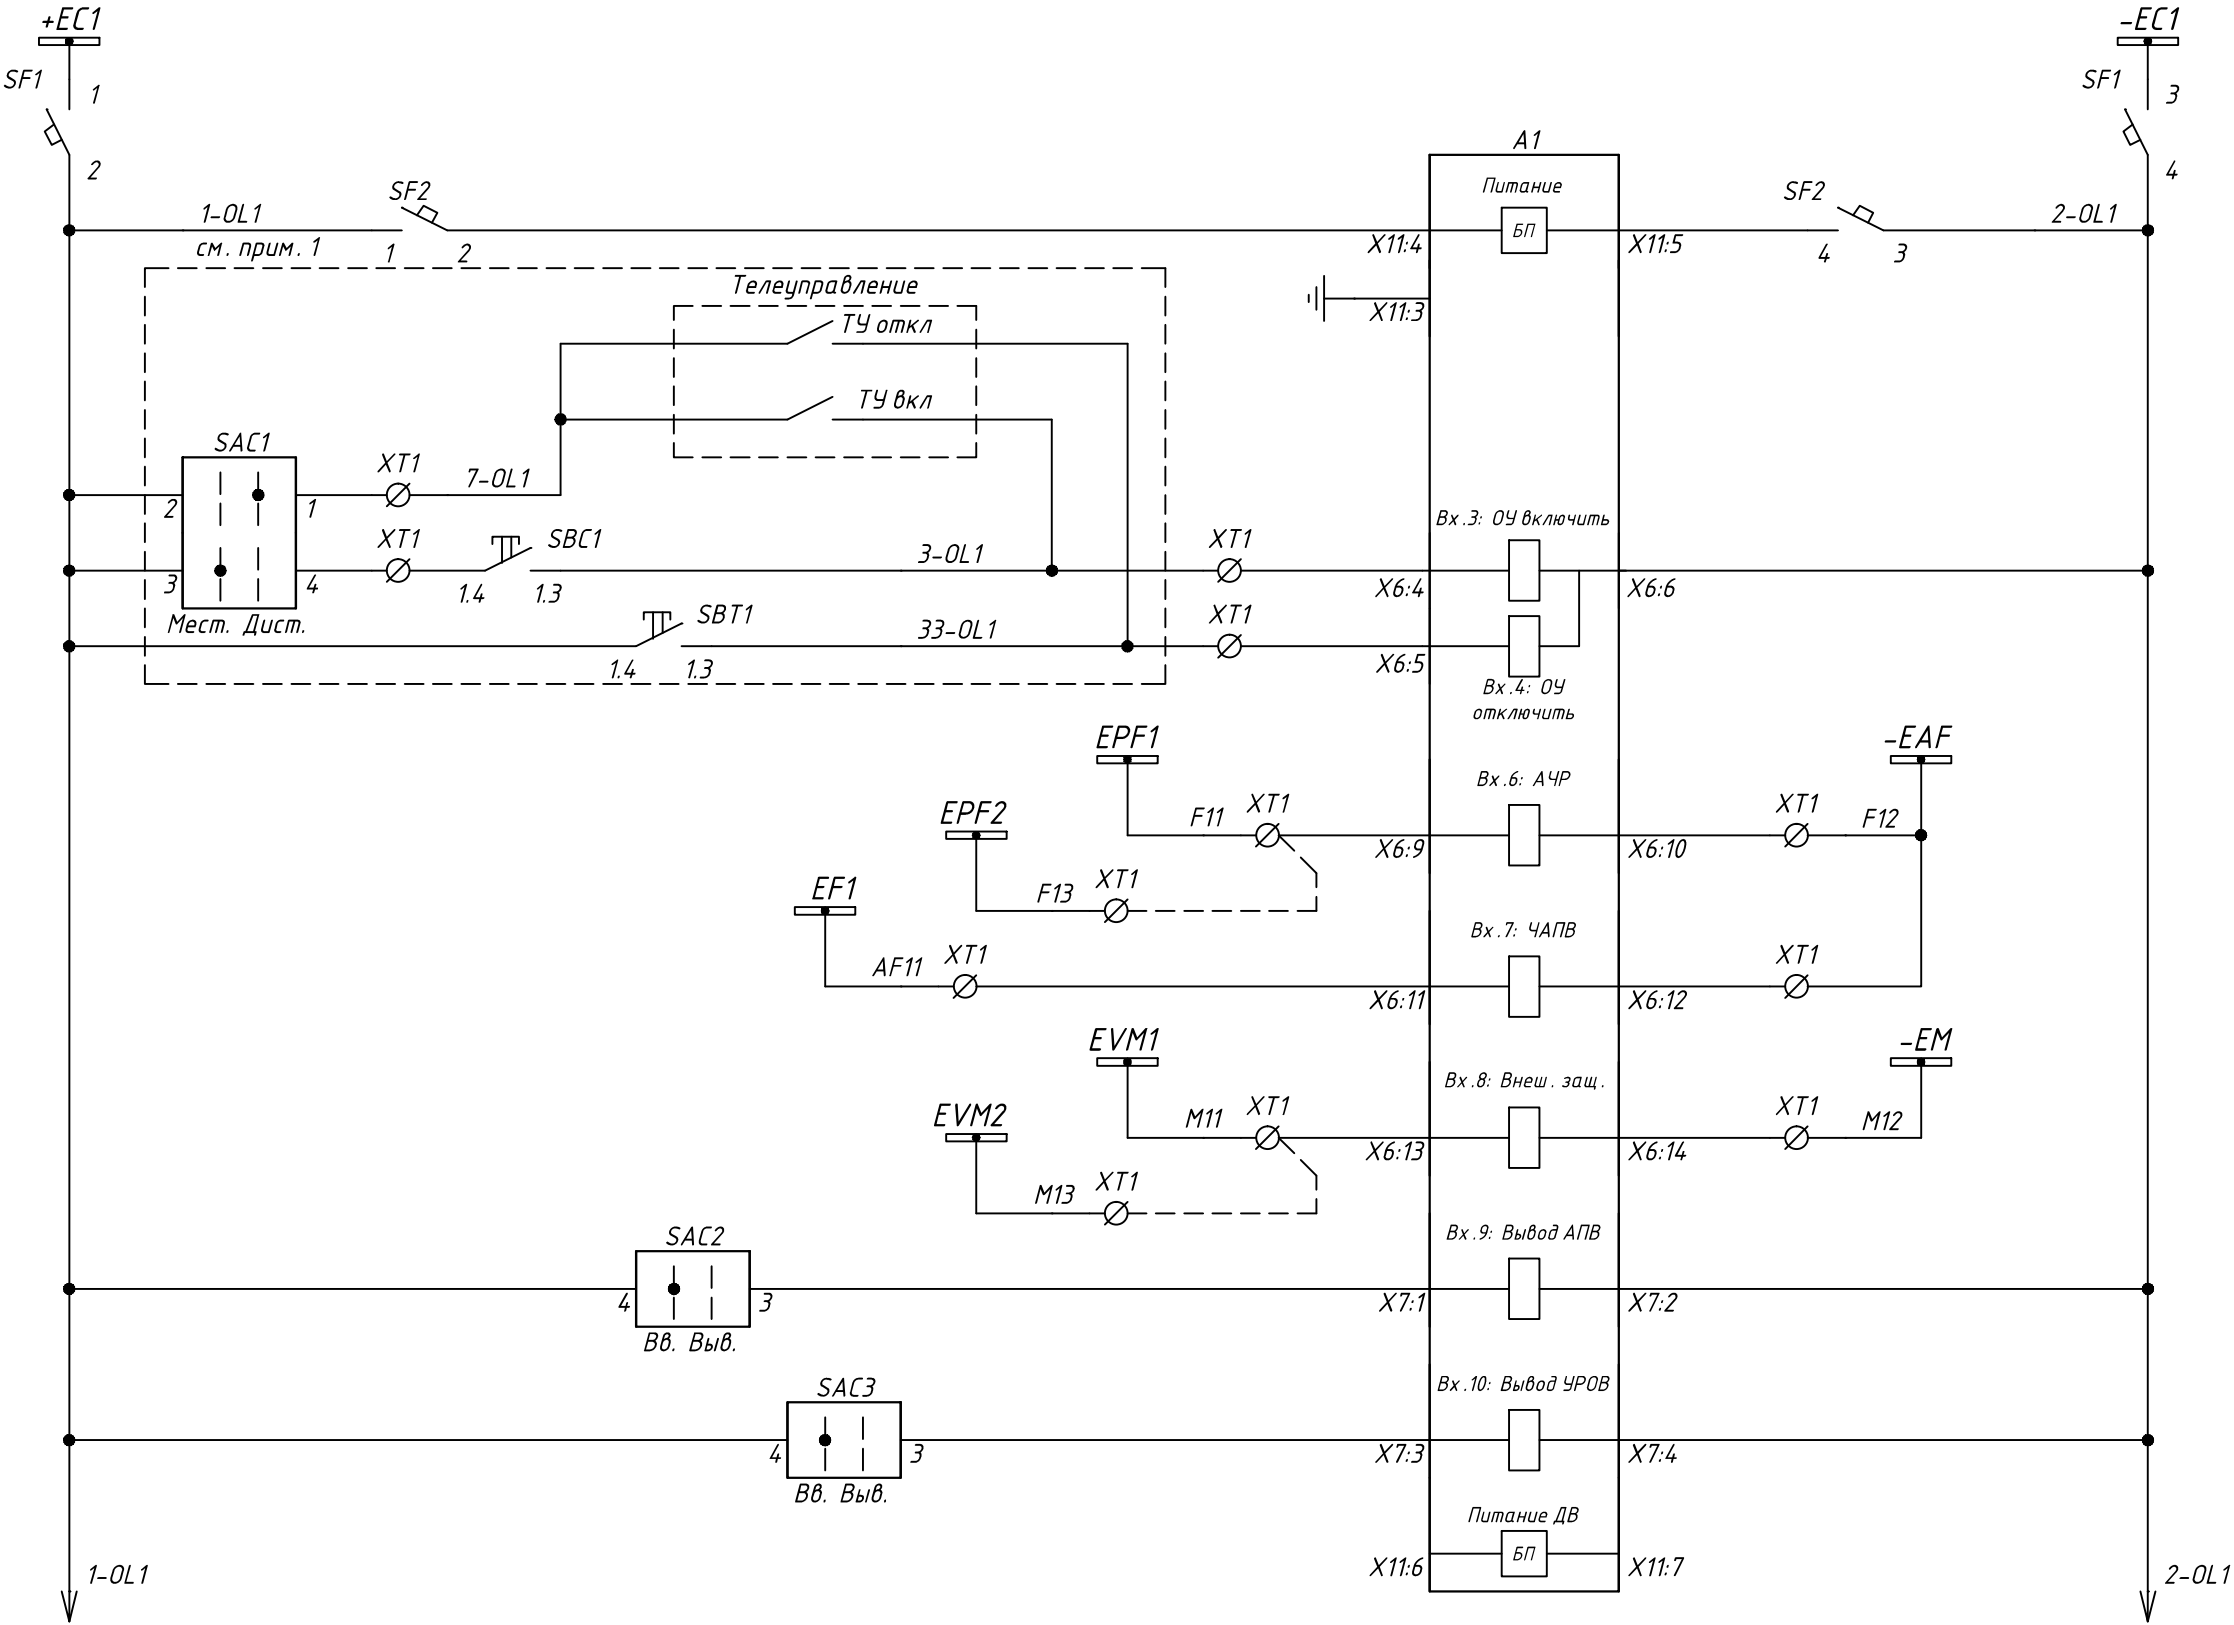 +EC1
-EC1
SF1
1
2
SF1
3
4
A1
Питание
БП
1-OL1
см. прим. 1
SF2
1
2
X11:4
X11:5
SF2
4
3
2-OL1
X11:3
Телеуправление
ТУ откл
ТУ вкл
SAC1
2
1
3
4
Мест. Дист.
XT1
7-OL1
XT1
SBC1
1.4
1.3
3-OL1
XT1
Вх.3: ОУ включить
X6:4
X6:6
SBT1
1.4
1.3
33-OL1
XT1
X6:5
Вх.4: ОУ
отключить
EPF1
-EAF
Вх.6: АЧР
F11
XT1
X6:9
X6:10
XT1
F12
EPF2
F13
XT1
EF1
AF11
XT1
Вх.7: ЧАПВ
X6:11
X6:12
XT1
EVM1
-EM
Вх.8: Внеш. защ.
M11
XT1
X6:13
X6:14
XT1
M12
EVM2
M13
XT1
SAC2
4
3
Вв. Выв.
Вх.9: Вывод АПВ
X7:1
X7:2
SAC3
4
3
Вв. Выв.
Вх.10: Вывод УРОВ
X7:3
X7:4
Питание ДВ
БП
X11:6
X11:7
1-OL1
2-OL1